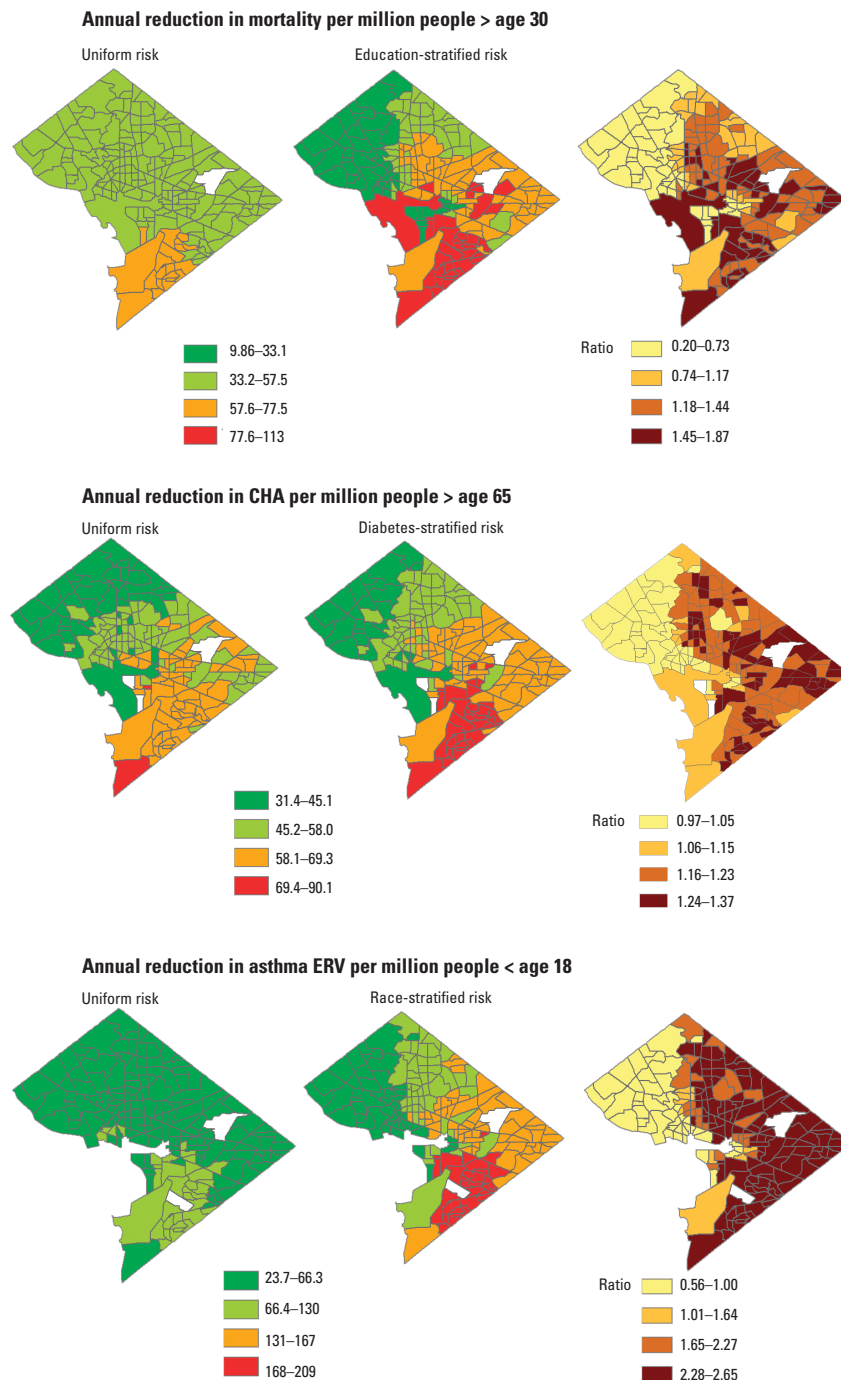 Annual reduction in mortality per million people > age 30
Uniform risk
Education-stratified risk
9.86–33.1
33.2–57.5
57.6–77.5
77.6–113
Ratio
0.20–0.73
0.74–1.17
1.18–1.44
1.45–1.87
Annual reduction in CHA per million people > age 65
Uniform risk
Diabetes-stratified risk
31.4–45.1
45.2–58.0
58.1–69.3
69.4–90.1
Ratio
0.97–1.05
1.06–1.15
1.16–1.23
1.24–1.37
Annual reduction in asthma ERV per million people < age 18
Uniform risk
Race-stratified risk
23.7–66.3
66.4–130
131–167
168–209
Ratio
0.56–1.00
1.01–1.64
1.65–2.27
2.28–2.65